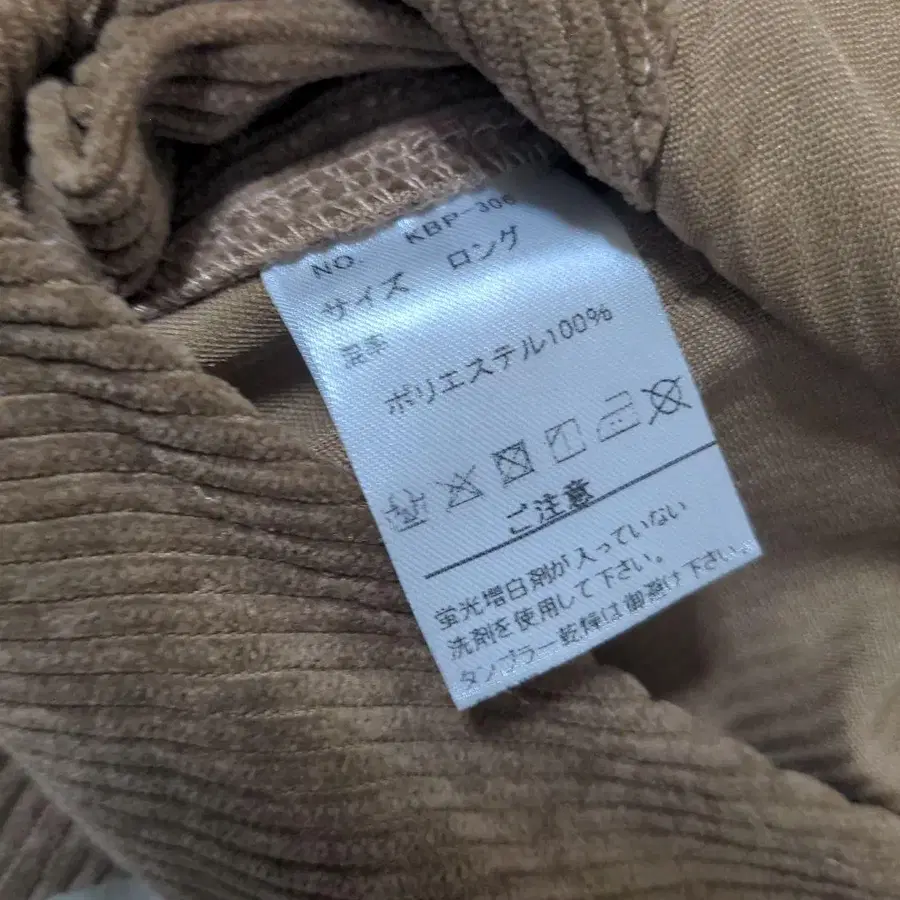 NO. KBP-306
サイズ ロング
混率
ポリエステル100%
ご注意
蛍光増白剤が入っていない
洗剤を使用して下さい。
タンブラー乾燥は御避け下さい。